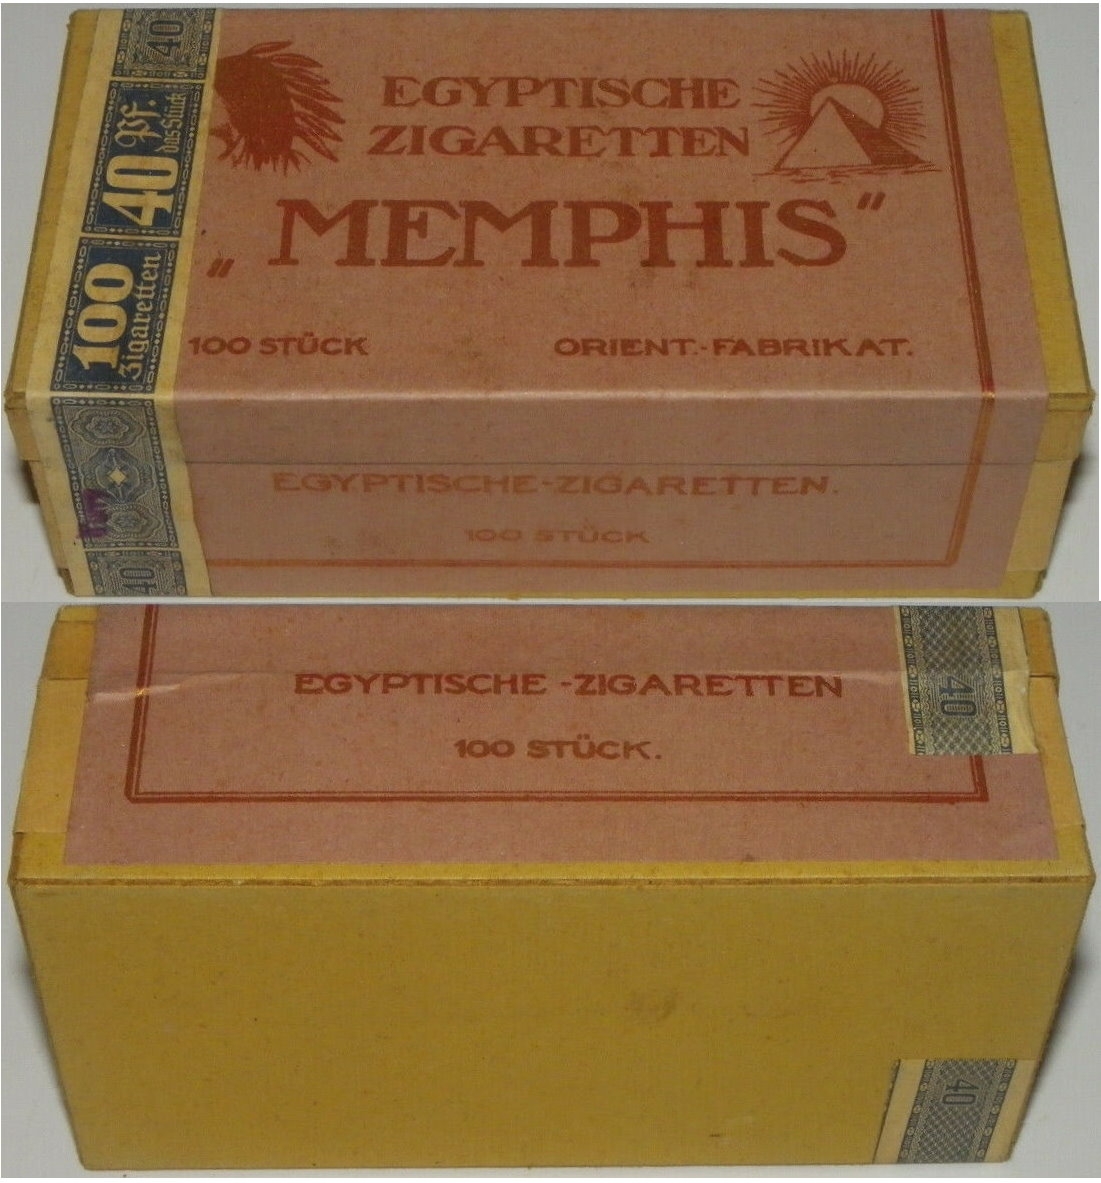 40
40 Pf.
das Stück
100
Zigaretten
40
EGYPTISCHE
ZIGARETTEN
„MEMPHIS“
100 STÜCK
ORIENT.-FABRIKAT.
EGYPTISCHE-ZIGARETTEN.
100 STÜCK
EGYPTISCHE-ZIGARETTEN
100 STÜCK.
40
40